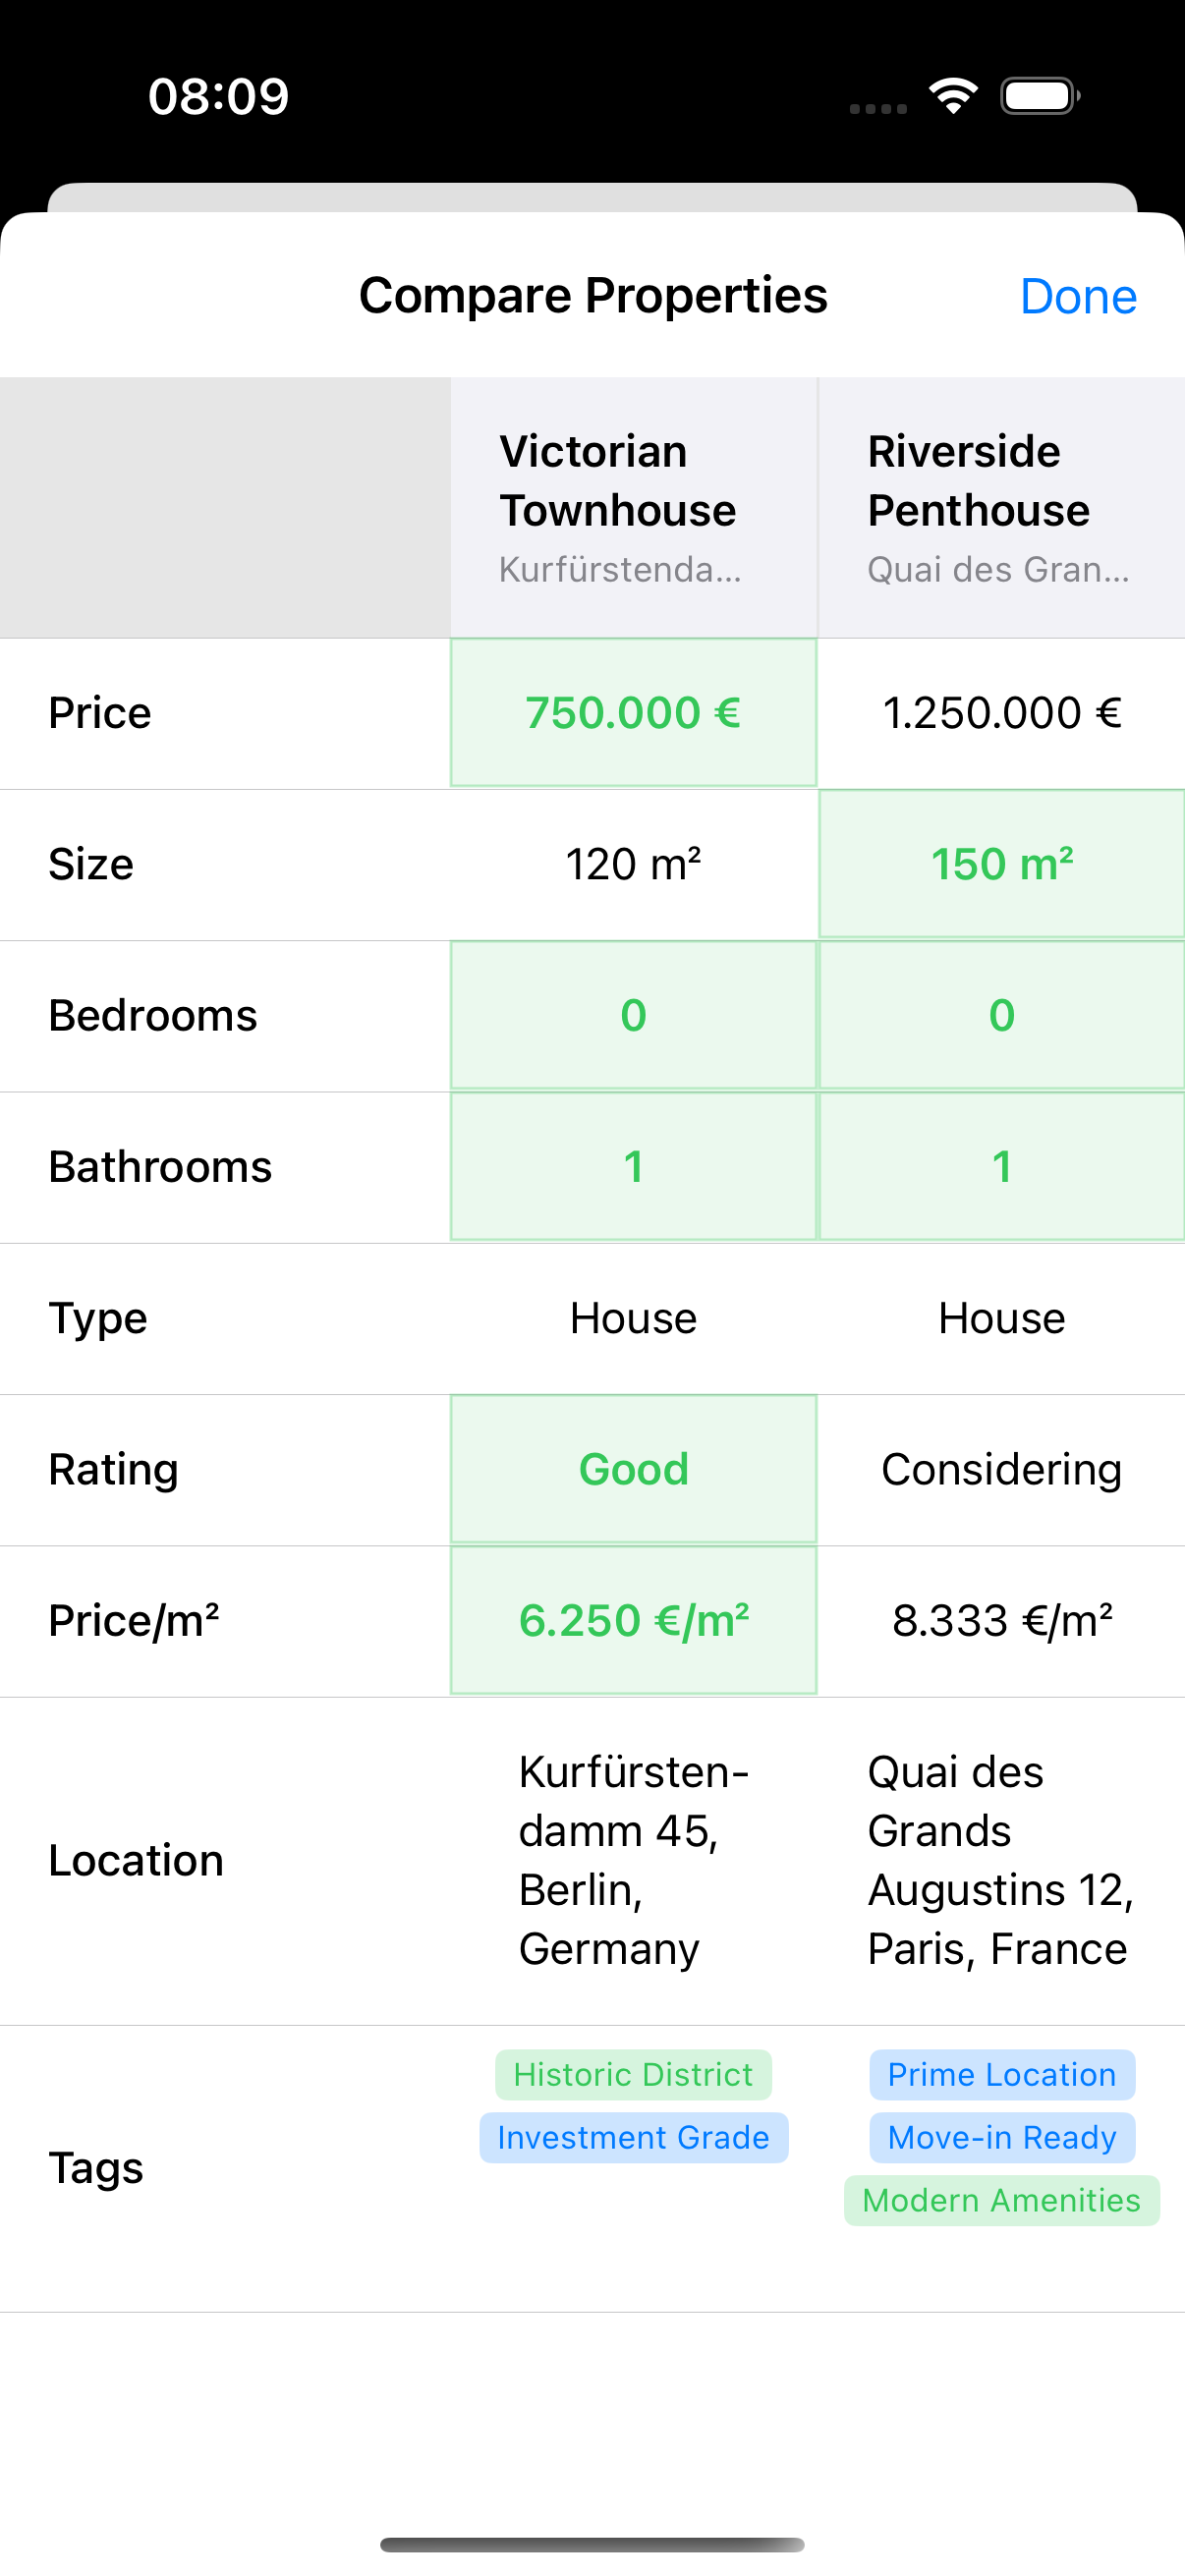 08:09
Compare Properties
Done
Victorian
Townhouse
Kurfürstenda...
Riverside
Penthouse
Quai des Gran...
Price
750.000 €
1.250.000 €
Size
120 m²
150 m²
Bedrooms
0
0
Bathrooms
1
1
Type
House
House
Rating
Good
Considering
Price/m²
6.250 €/m²
8.333 €/m²
Location
Kurfürsten-
damm 45,
Berlin,
Germany
Quai des
Grands
Augustins 12,
Paris, France
Tags
Historic District
Investment Grade
Prime Location
Move-in Ready
Modern Amenities